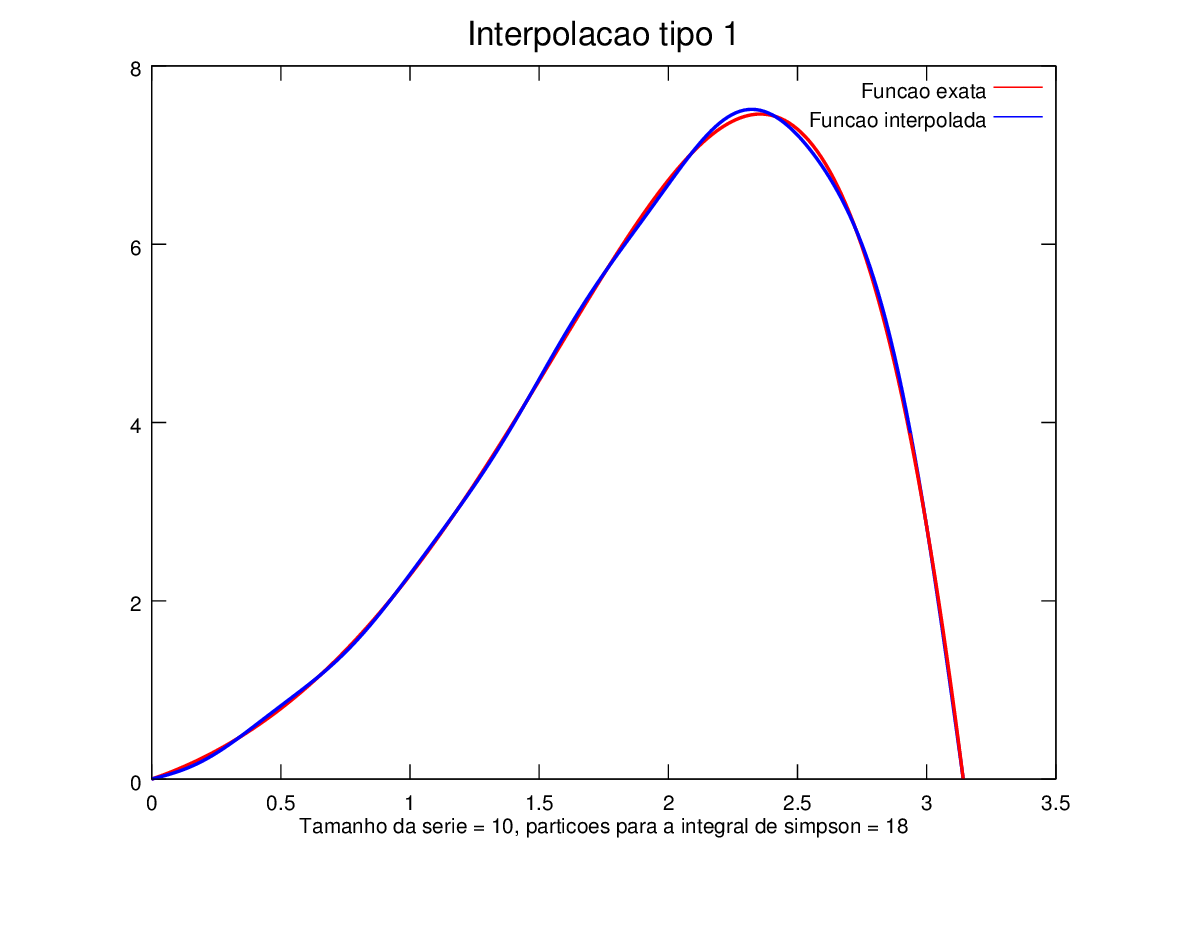 Interpolacao tipo 1
8
Funcao exata
Funcao interpolada
6
4
2
0
0 0.5 1 1.5 2 2.5 3 3.5
Tamanho da serie = 10, particoes para a integral de simpson = 18